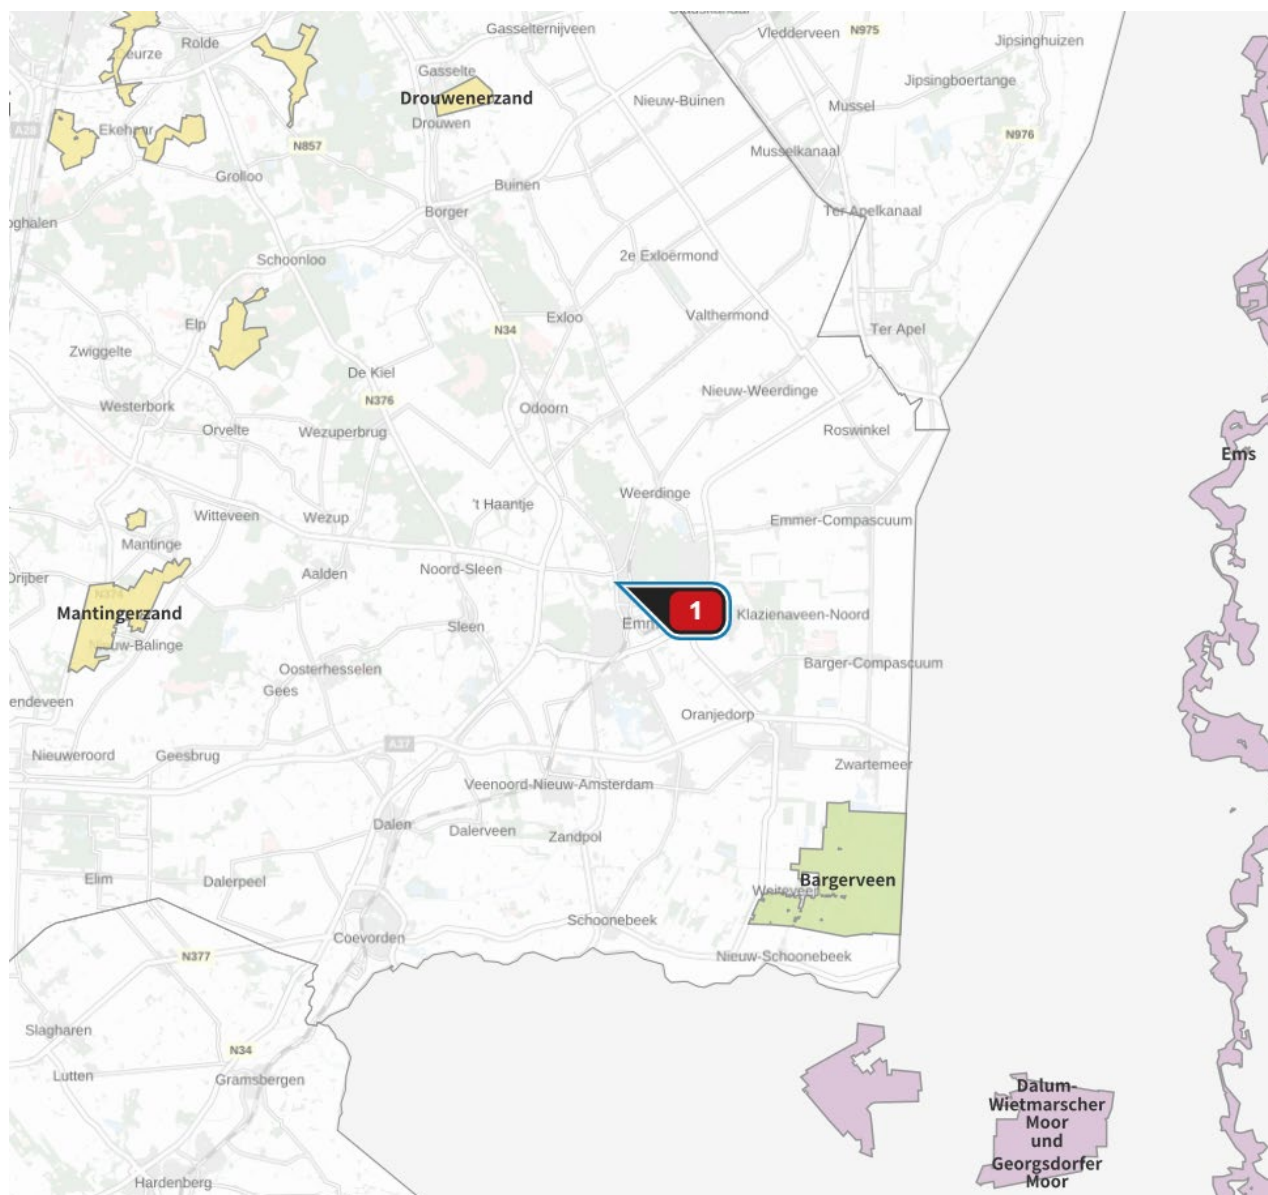 Gasselternijveen
Vledderveen
N975
Jipsinghuizen
Rolde
Gasselte
Jipsingboertange
Drouwenerzand
Nieuw-Buinen
Mussel
Drouwen
A28
N976
N857
Musselkanaal
Grolloo
Buinen
Borger
Ter Apelkanaal
2e Exloërmond
Schoonloo
Exloo
Valthermond
Elp
N34
Ter Apel
Zwiggelte
De Kiel
Nieuw-Weerdinge
N376
Westerbork
Odoorn
Orvelte
Wezuperbrug
Roswinkel
Ems
Weerdinge
't Haantje
Witteveen
Wezup
Emmer-Compascuum
Mantinge
Aalden
Noord-Sleen
N374
Mantingerzand
1
Klazienaveen-Noord
Sleen
Nieuw-Balinge
Oosterhesselen
Barger-Compascuum
Gees
Oranjedorp
Nieuweroord
Geesbrug
A37
Zwartemeer
Veenoord-Nieuw-Amsterdam
Dalen
Dalerveen
Zandpol
Elim
Dalerpeel
Bargerveen
Schoonebeek
Coevorden
N377
Nieuw-Schoonebeek
Slagharen
N34
Lutten
Gramsbergen
Dalum-
Wietmarscher
Moor
und
Georgsdorfer
Moor
Hardenberg